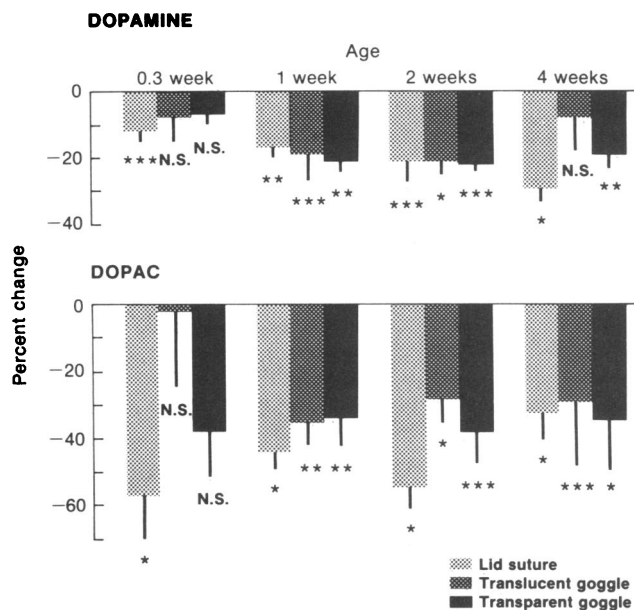 DOPAMINE
Age
0.3 week 1 week 2 weeks 4 weeks
0
−20
−40
*** N.S. N.S.
** *** **
*** * ***
* N.S. **
Percent change
DOPAC
0
−20
−40
−60
* N.S. N.S.
* ** **
* * ***
* *** *
Lid suture
Translucent goggle
Transparent goggle